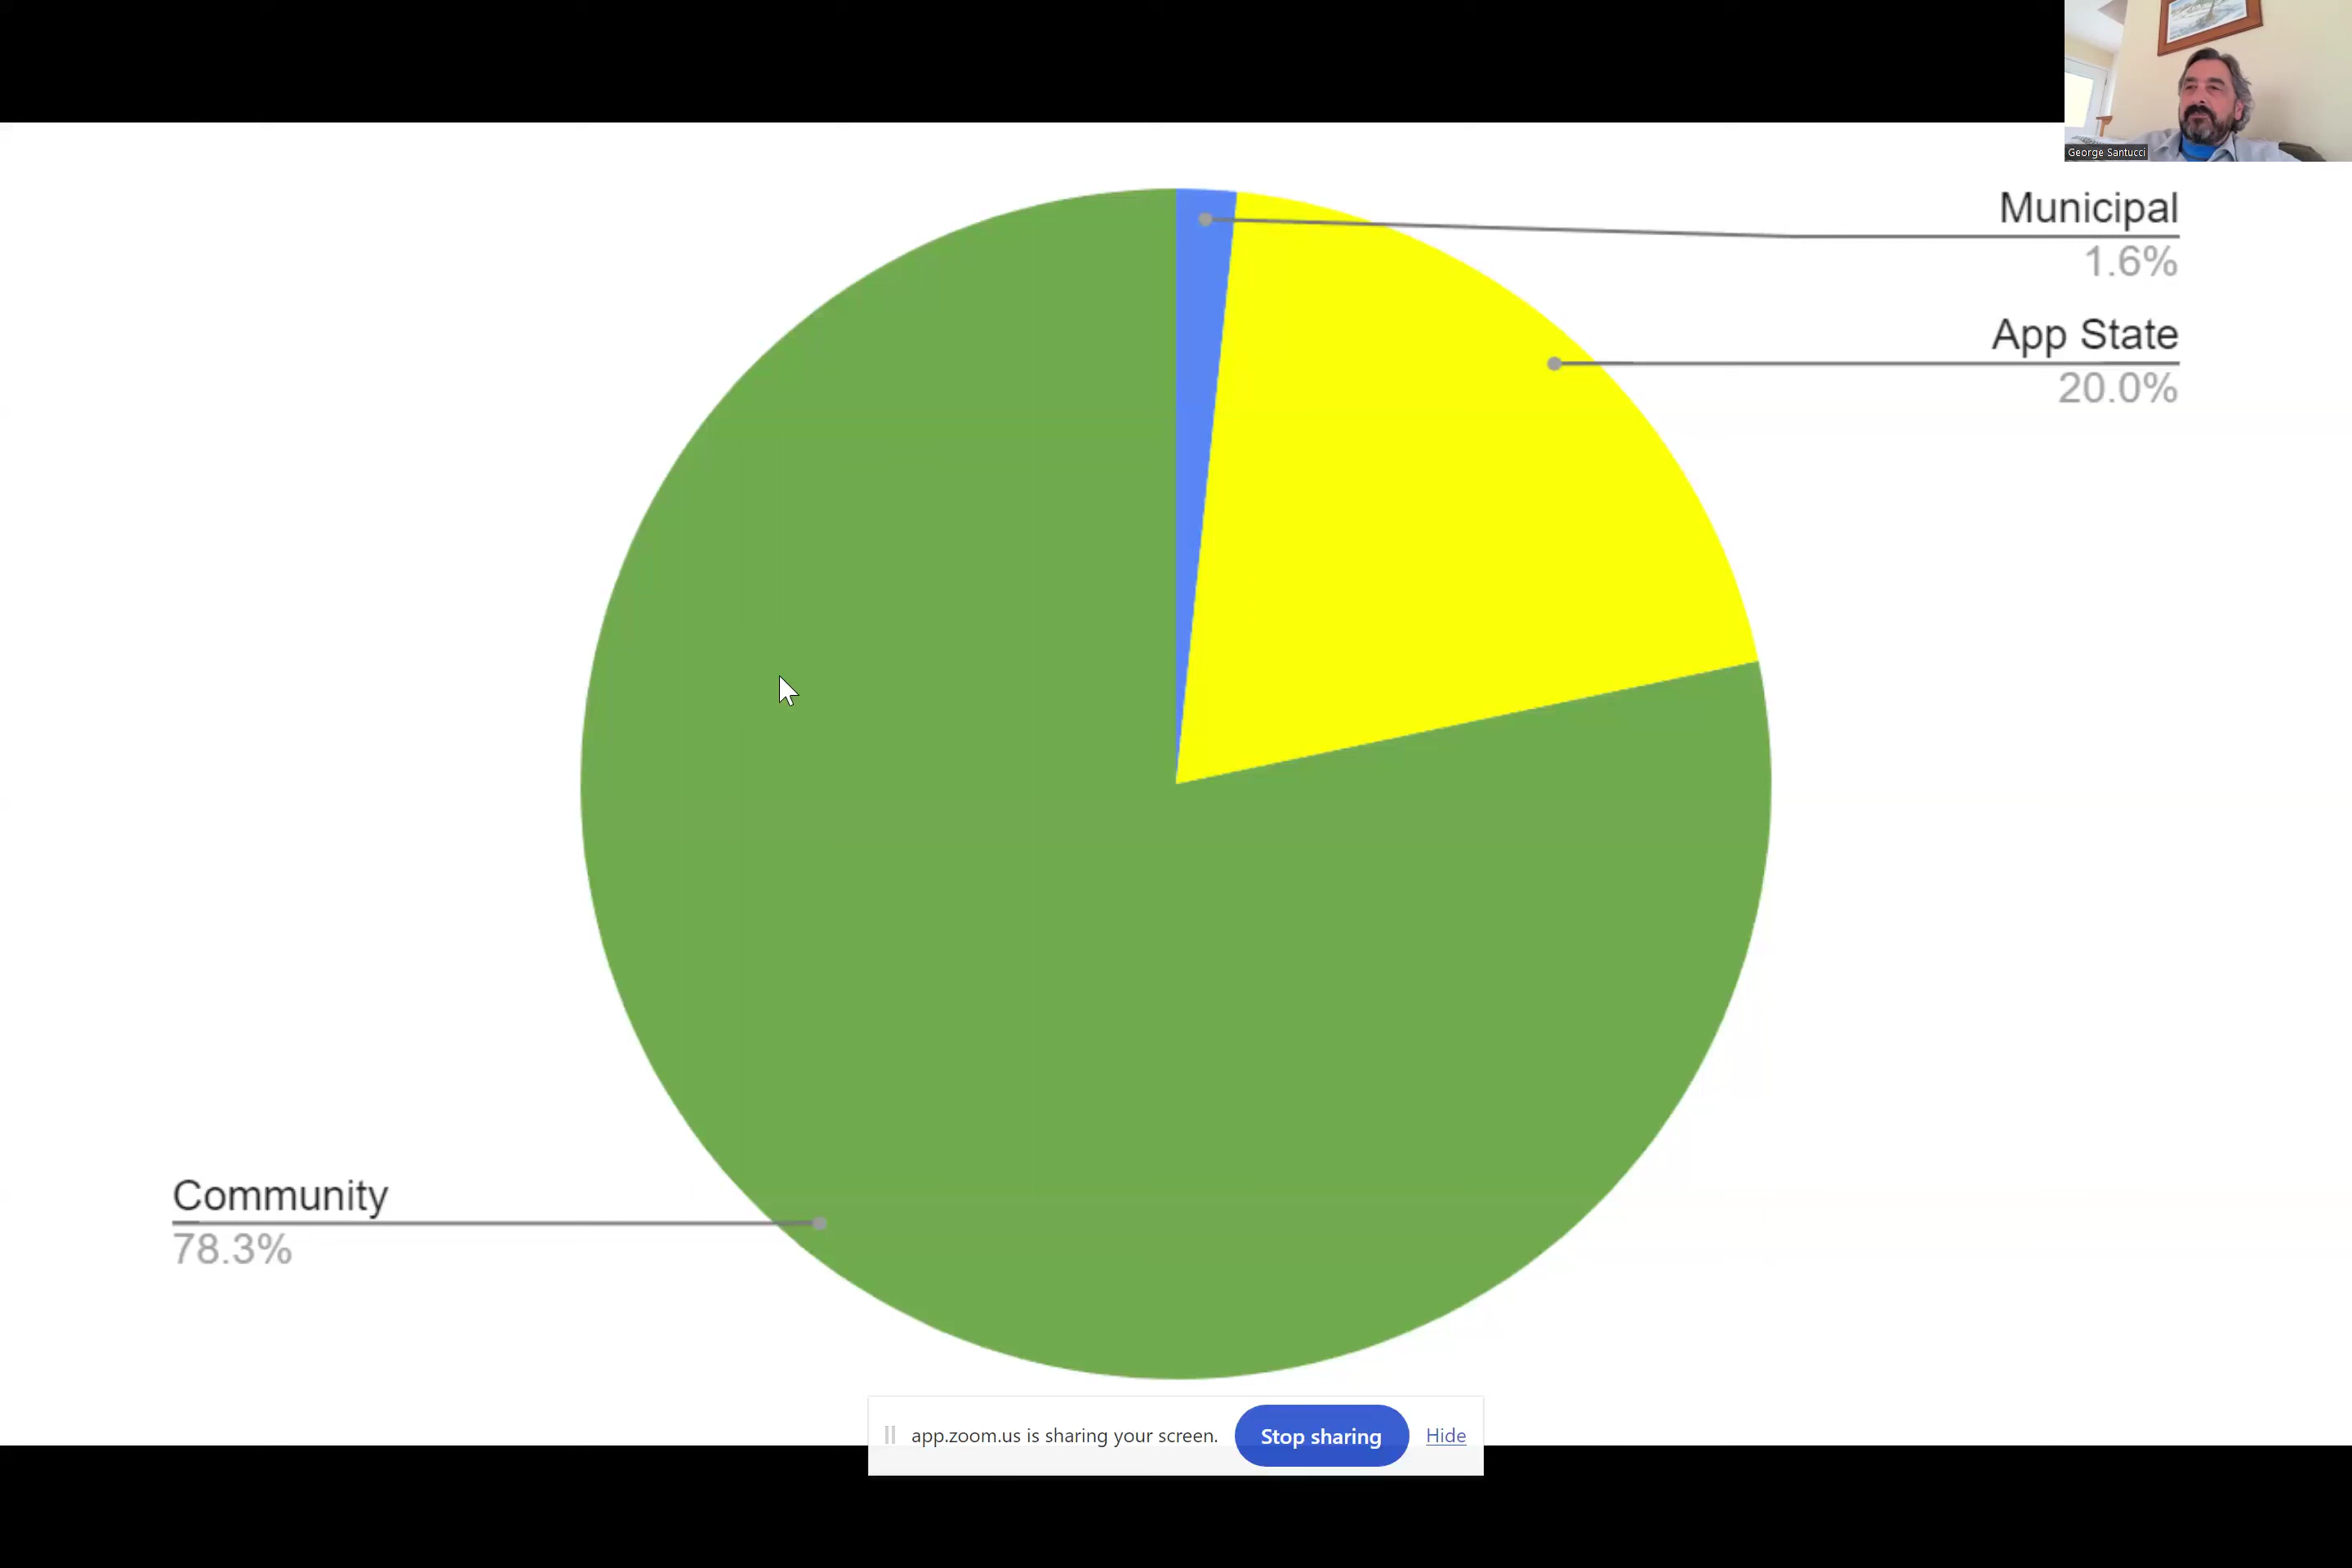 George Santucci
Municipal
1.6%
App State
20.0%
Community
78.3%
app.zoom.us is sharing your screen.
Stop sharing
Hide